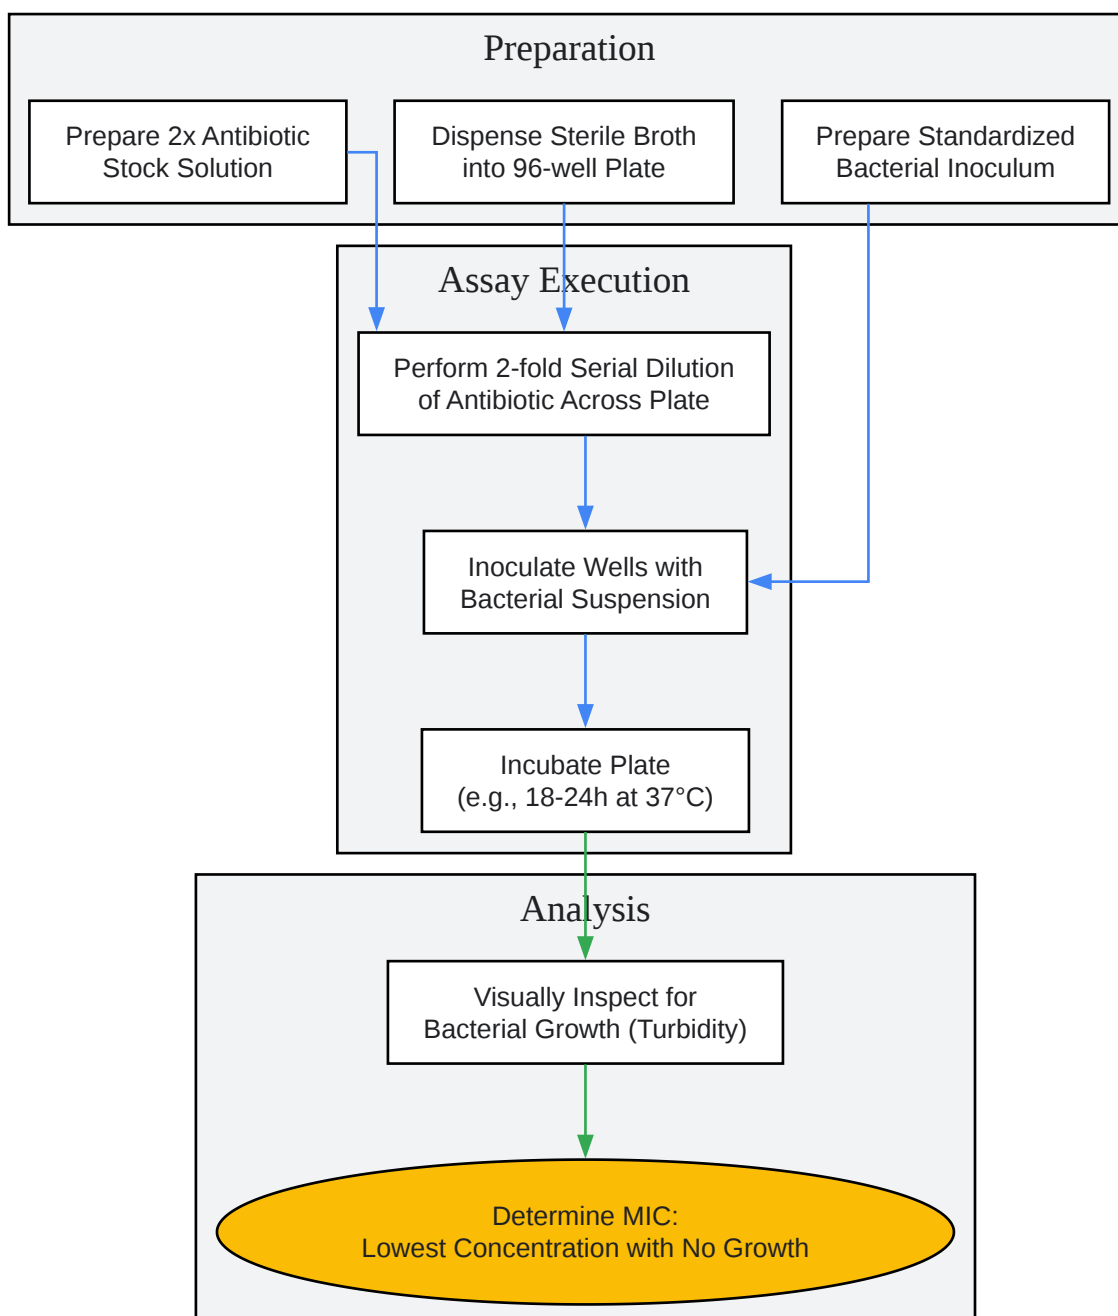 Preparation
Prepare 2x Antibiotic
Stock Solution
Dispense Sterile Broth
into 96-well Plate
Prepare Standardized
Bacterial Inoculum
Assay Execution
Perform 2-fold Serial Dilution
of Antibiotic Across Plate
Inoculate Wells with
Bacterial Suspension
Incubate Plate
(e.g., 18-24h at 37°C)
Analysis
Visually Inspect for
Bacterial Growth (Turbidity)
Determine MIC:
Lowest Concentration with No Growth